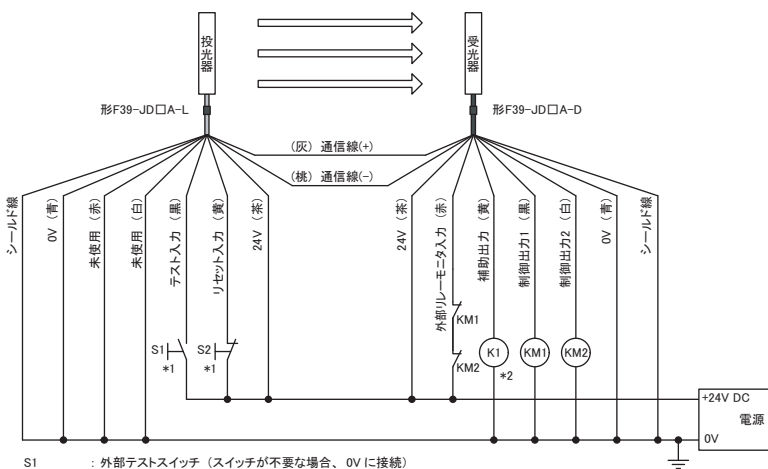 投光器
受光器
形F39-JD□A-L
形F39-JD□A-D
(灰) 通信線(+)
(桃) 通信線(-)
シールド線
0V (青)
未使用 (赤)
未使用 (白)
テスト入力 (黒)
リセット入力 (黄)
24V (茶)
24V (茶)
外部リレーモニタ入力 (赤)
補助出力 (黄)
制御出力1 (黒)
制御出力2 (白)
0V (青)
シールド線
KM1
S1
S2
KM2
K1
KM1
KM2
*1
*1
*2
+24V DC
電源
0V
S1 : 外部テストスイッチ (スイッチが不要な場合、0Vに接続)